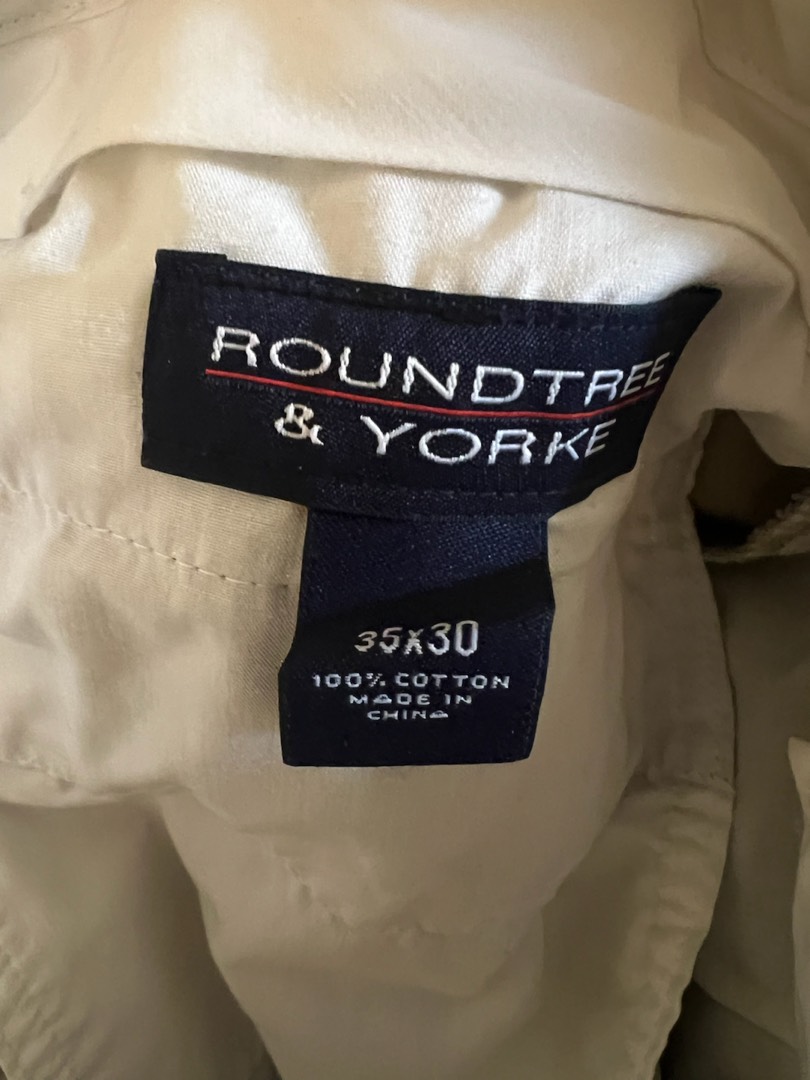 ROUNDTREE
& YORKE
35X30
100% COTTON
MADE IN
CHINA